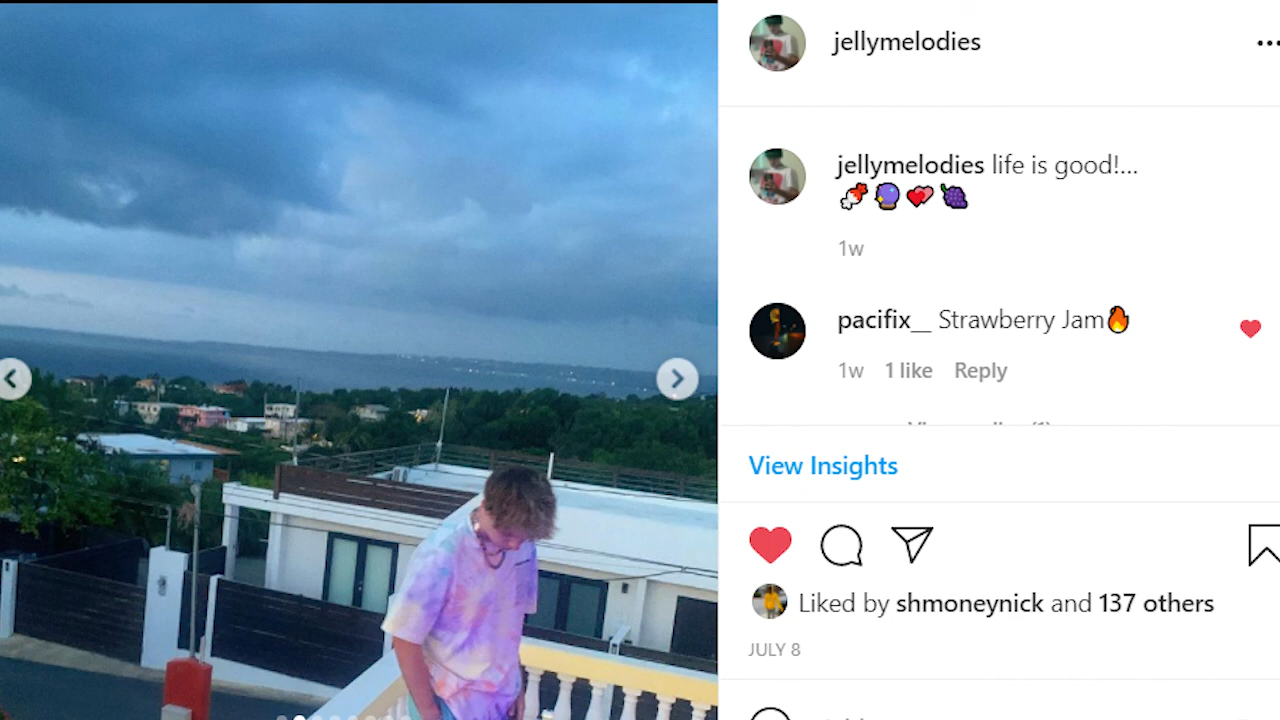 jellymelodies
jellymelodies life is good!...
🍬🔮💕🍇
1w
pacifix__ Strawberry Jam🔥
1w 1 like Reply
View Insights
Liked by shmoneynick and 137 others
JULY 8